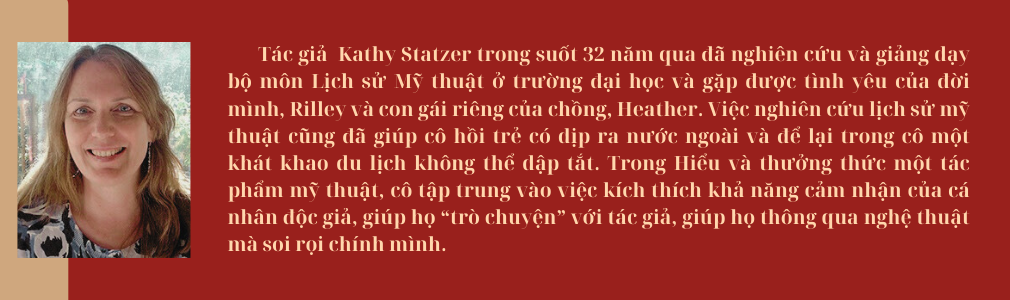 Tác giả Kathy Statzer trong suốt 32 năm qua đã nghiên cứu và giảng dạy
bộ môn Lịch sử Mỹ thuật ở trường đại học và gặp được tình yêu của đời
mình, Rilley và con gái riêng của chồng, Heather. Việc nghiên cứu lịch sử mỹ
thuật cũng đã giúp cô hồi trẻ có dịp ra nước ngoài và để lại trong cô một
khát khao du lịch không thể dập tắt. Trong Hiểu và thưởng thức một tác
phẩm mỹ thuật, cô tập trung vào việc kích thích khả năng cảm nhận của cá
nhân độc giả, giúp họ “trò chuyện” với tác giả, giúp họ thông qua nghệ thuật
mà soi rọi chính mình.